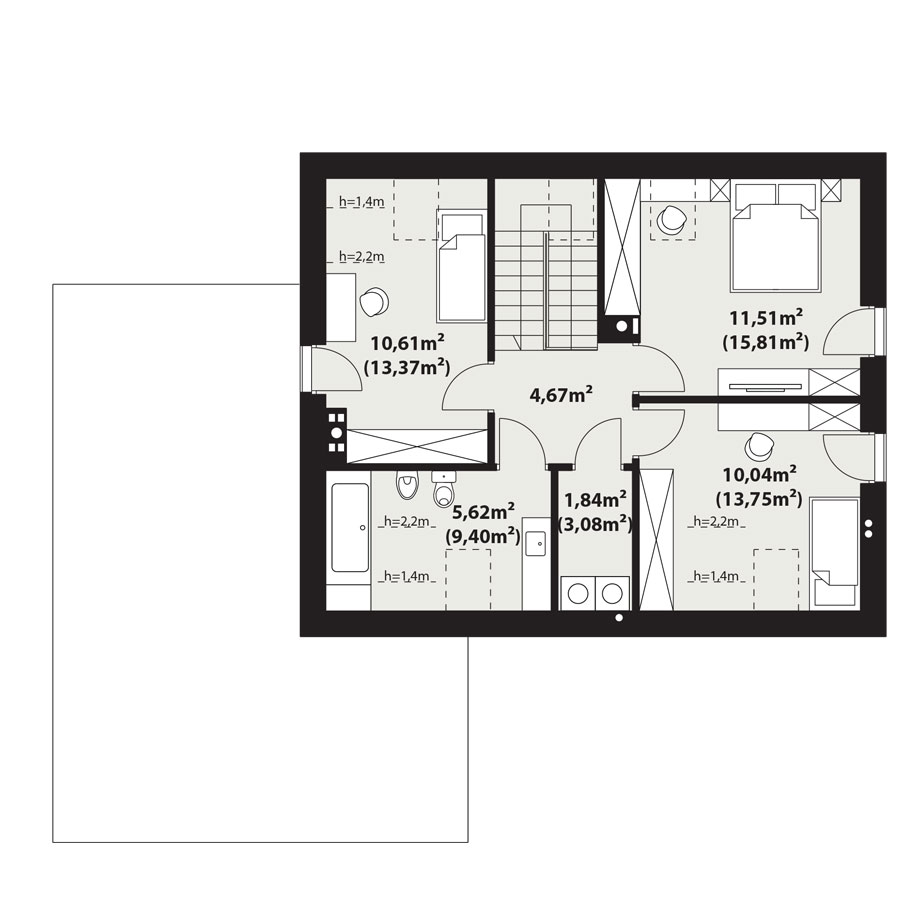 h=1,4m
h=2,2m
10,61m²
(13,37m²)
11,51m²
(15,81m²)
4,67m²
5,62m²
(9,40m²)
h=2,2m
h=1,4m
1,84m²
(3,08m²)
10,04m²
(13,75m²)
h=2,2m
h=1,4m